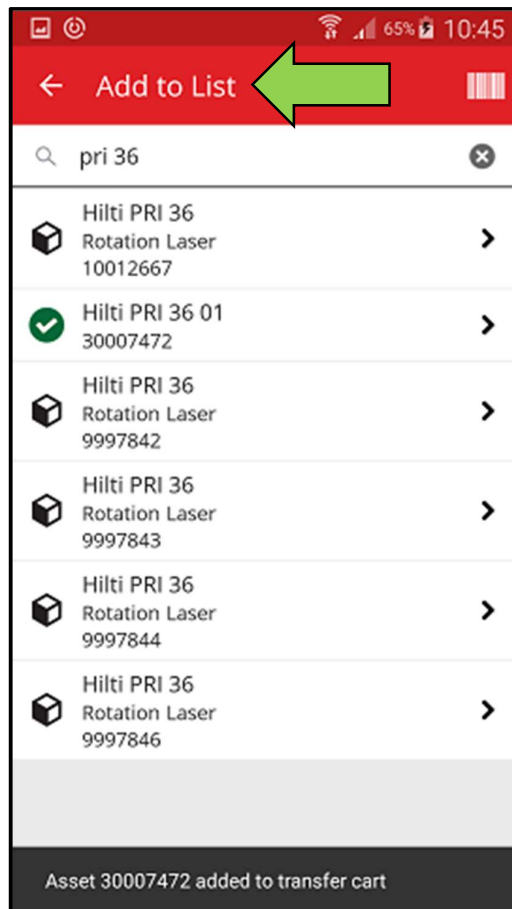 65% 10:45
Add to List
pri 36
Hilti PRI 36
Rotation Laser
10012667
Hilti PRI 36 01
30007472
Hilti PRI 36
Rotation Laser
9997842
Hilti PRI 36
Rotation Laser
9997843
Hilti PRI 36
Rotation Laser
9997844
Hilti PRI 36
Rotation Laser
9997846
Asset 30007472 added to transfer cart